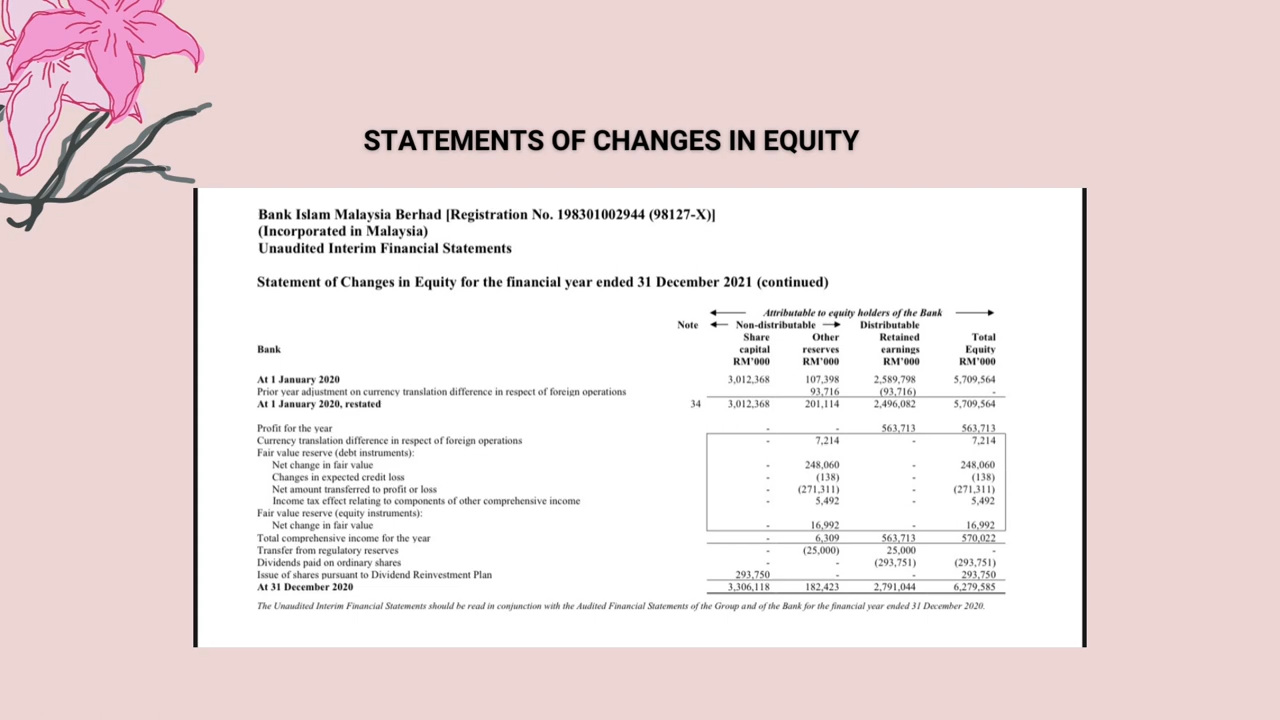 STATEMENTS OF CHANGES IN EQUITY
Bank Islam Malaysia Berhad [Registration No. 198301002944 (98127-X)]
(Incorporated in Malaysia)
Unaudited Interim Financial Statements
Statement of Changes in Equity for the financial year ended 31 December 2021 (continued)
Attributable to equity holders of the Bank
Note Non-distributable Distributable
Share Retained Total
Other
Bank capital reserves earnings Equity
RM'000 RM'000 RM'000 RM'000
At 1 January 2020 3,012,368 107,398 2,589,798 5,709,564
Prior year adjustment on currency translation difference in respect of foreign operations 93,716 (93,716) -
At 1 January 2020, restated 34 3,012,368 201,114 2,496,082 5,709,564
Profit for the year - - 563,713 563,713
Currency translation difference in respect of foreign operations - 7,214 - 7,214
Fair value reserve (debt instruments):
Net change in fair value - 248,060 - 248,060
Changes in expected credit loss - (138) - (138)
Net amount transferred to profit or loss - (271,311) - (271,311)
Income tax effect relating to components of other comprehensive income - 5,492 - 5,492
Fair value reserve (equity instruments):
Net change in fair value - 16,992 - 16,992
Total comprehensive income for the year - 6,309 563,713 570,022
Transfer from regulatory reserves - (25,000) 25,000 -
Dividends paid on ordinary shares - - (293,751) (293,751)
Issue of shares pursuant to Dividend Reinvestment Plan 293,750 - - 293,750
At 31 December 2020 3,306,118 182,423 2,791,044 6,279,585
The Unaudited Interim Financial Statements should be read in conjunction with the Audited Financial Statements of the Group and of the Bank for the financial year ended 31 December 2020.